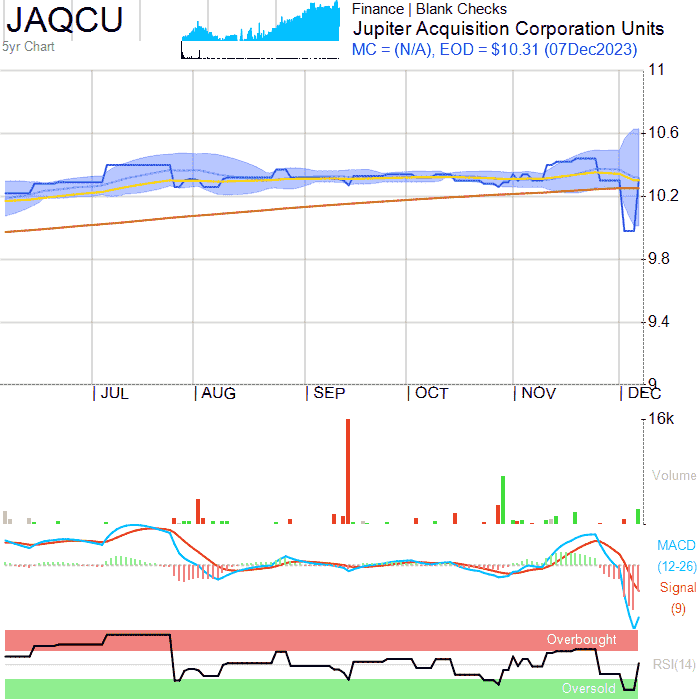 JAQCU
5yr Chart
Finance | Blank Checks
Jupiter Acquisition Corporation Units
MC = (N/A), EOD = $10.31 (07Dec2023)
11
10.6
10.2
9.8
9.4
9
JUL
AUG
SEP
OCT
NOV
DEC
16k
Volume
MACD
(12-26)
Signal
(9)
Overbought
RSI(14)
Oversold